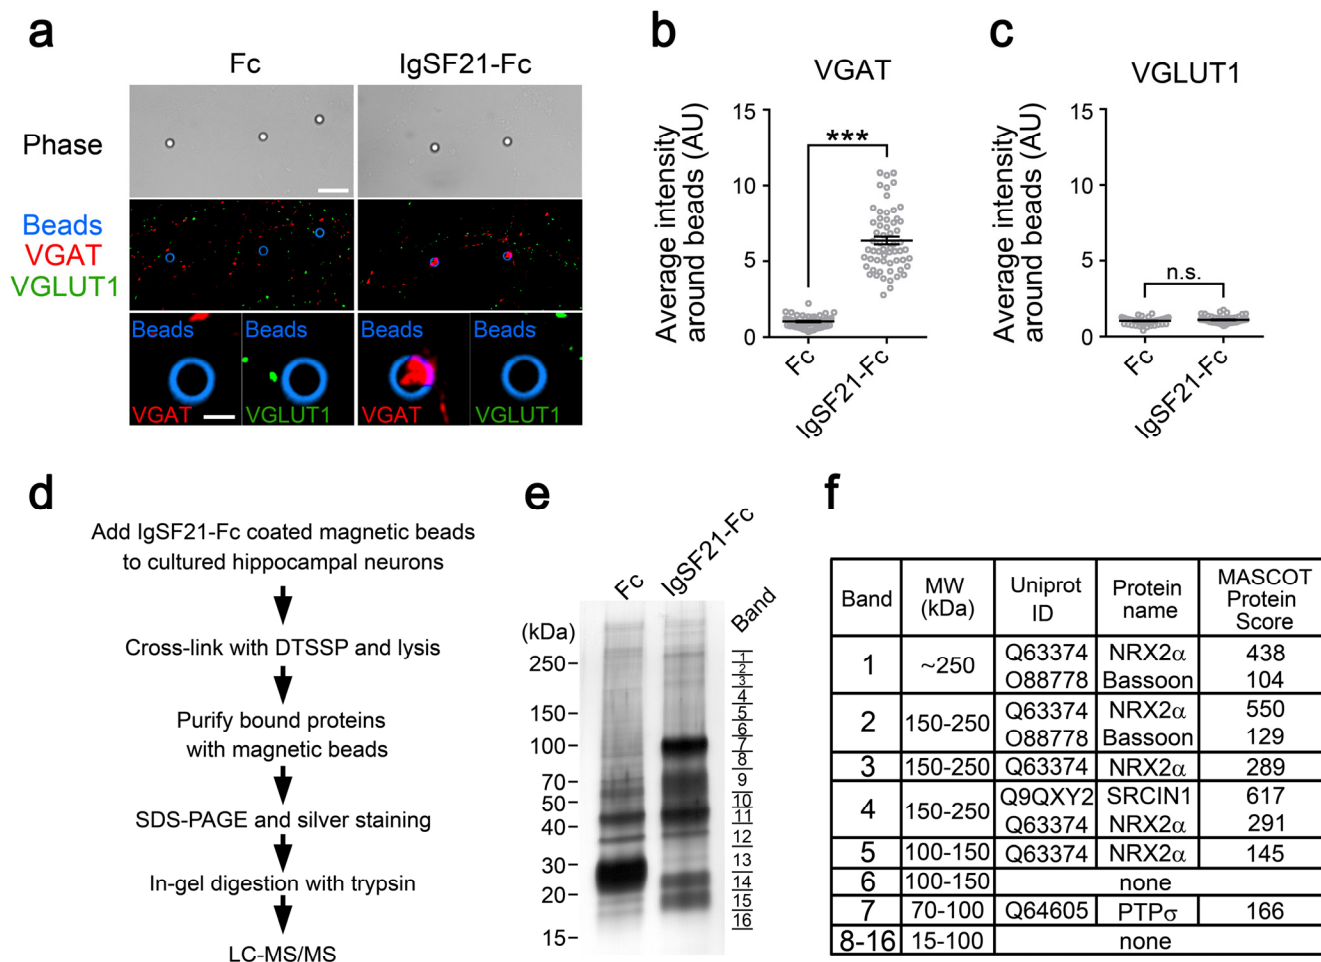 a
Fc
IgSF21-Fc
Phase
Beads
VGAT
VGLUT1
Beads
Beads
Beads
Beads
VGAT
VGLUT1
VGAT
VGLUT1
b
VGAT
Average intensity
around beads (AU)
15
10
5
0
***
Fc
IgSF21-Fc
c
VGLUT1
Average intensity
around beads (AU)
15
10
5
0
n.s.
Fc
IgSF21-Fc
d
Add IgSF21-Fc coated magnetic beads
to cultured hippocampal neurons
Cross-link with DTSSP and lysis
Purify bound proteins
with magnetic beads
SDS-PAGE and silver staining
In-gel digestion with trypsin
LC-MS/MS
e
Fc
IgSF21-Fc
Band
(kDa)
250
150
100
70
50
40
30
20
15
1
2
3
4
5
6
7
8
9
10
11
12
13
14
15
16
f
Band MW (kDa) Uniprot ID Protein name MASCOT Protein Score
1 ~250 Q63374 NRX2α 438
O88778 Bassoon 104
2 150-250 Q63374 NRX2α 550
O88778 Bassoon 129
3 150-250 Q63374 NRX2α 289
4 150-250 Q9QXY2 SRCIN1 617
Q63374 NRX2α 291
5 100-150 Q63374 NRX2α 145
6 100-150 none
7 70-100 Q64605 PTPσ 166
8-16 15-100 none